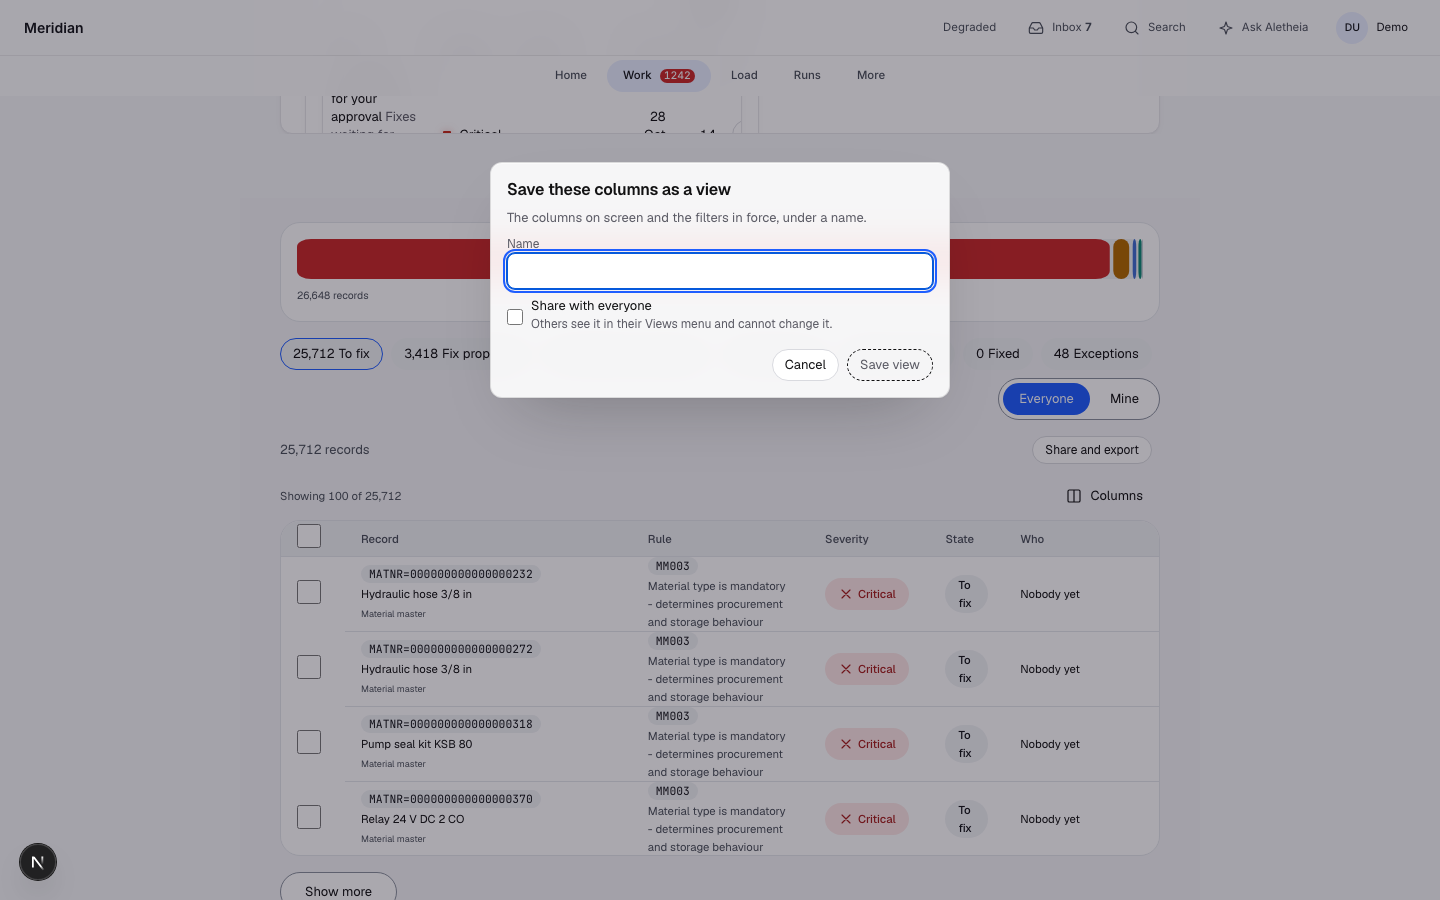 Meridian
Degraded
Inbox 7
Search
Ask Aletheia
DU
Demo
Home
Work 1242
Load
Runs
More
for your
approval Fixes
28
waiting for
Critical
Oct
14
Save these columns as a view
The columns on screen and the filters in force, under a name.
Name
Share with everyone
Others see it in their Views menu and cannot change it.
Cancel
Save view
26,648 records
25,712 To fix
3,418 Fix prop
0 Fixed
48 Exceptions
Everyone
Mine
25,712 records
Share and export
Showing 100 of 25,712
Columns
Record
Rule
Severity
State
Who
MATNR=000000000000000232
Hydraulic hose 3/8 in
Material master
MM003
Material type is mandatory
- determines procurement
and storage behaviour
Critical
To
fix
Nobody yet
MATNR=000000000000000272
Hydraulic hose 3/8 in
Material master
MM003
Material type is mandatory
- determines procurement
and storage behaviour
Critical
To
fix
Nobody yet
MATNR=000000000000000318
Pump seal kit KSB 80
Material master
MM003
Material type is mandatory
- determines procurement
and storage behaviour
Critical
To
fix
Nobody yet
MATNR=000000000000000370
Relay 24 V DC 2 CO
Material master
MM003
Material type is mandatory
- determines procurement
and storage behaviour
Critical
To
fix
Nobody yet
Show more
N